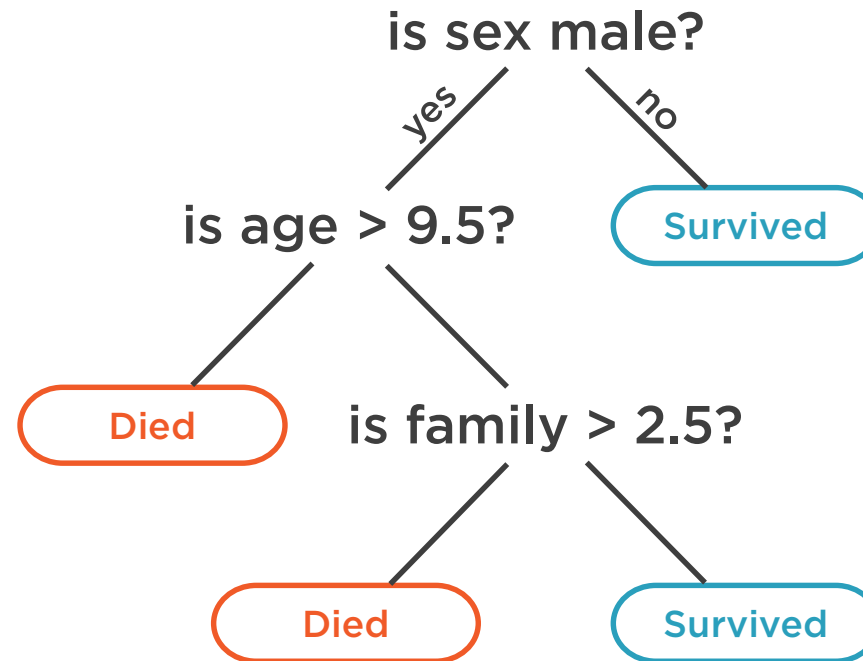 is sex male?
yes
no
is age > 9.5?
Survived
Died
is family > 2.5?
Died
Survived